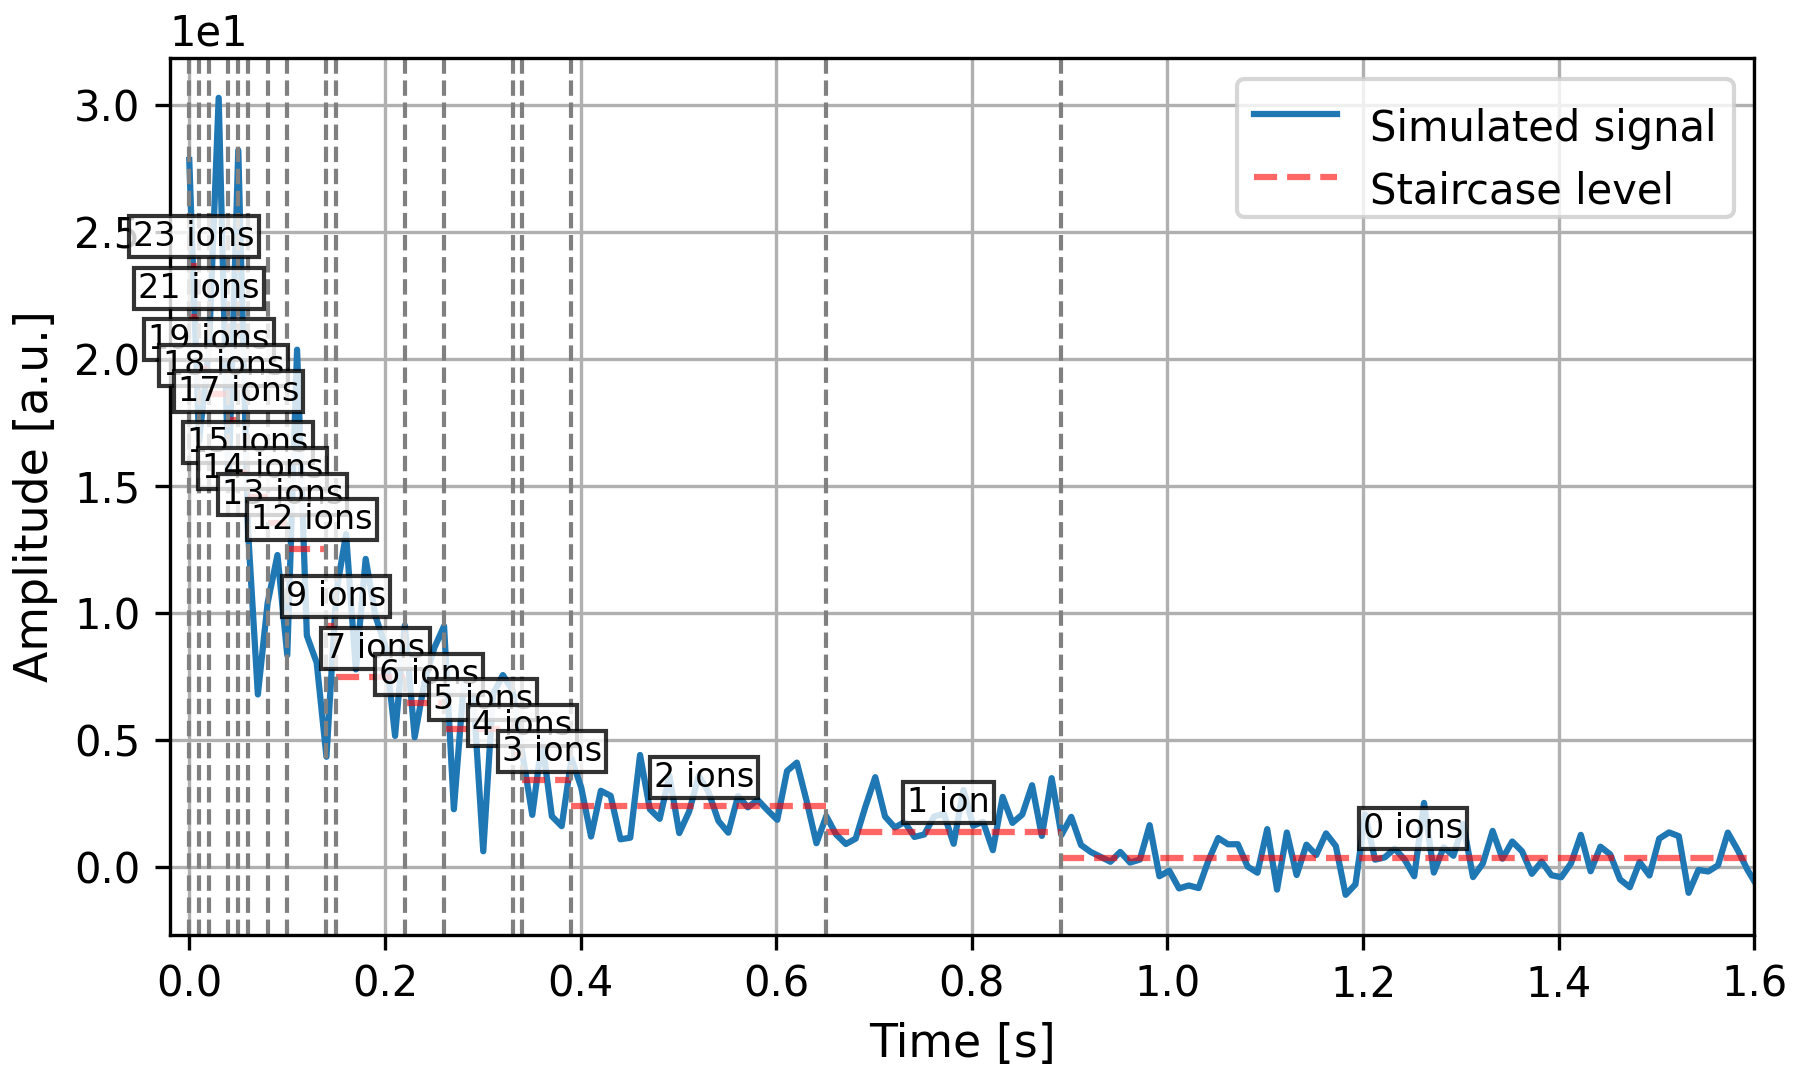 1e1
Simulated signal
Staircase level
3.0
2.5
23 ions
21 ions
19 ions
2.0
18 ions
17 ions
15 ions
14 ions
1.5
13 ions
12 ions
1.0
9 ions
7 ions
6 ions
5 ions
4 ions
3 ions
0.5
2 ions
1 ion
0 ions
0.0
Amplitude [a.u.]
0.0 0.2 0.4 0.6 0.8 1.0 1.2 1.4 1.6
Time [s]